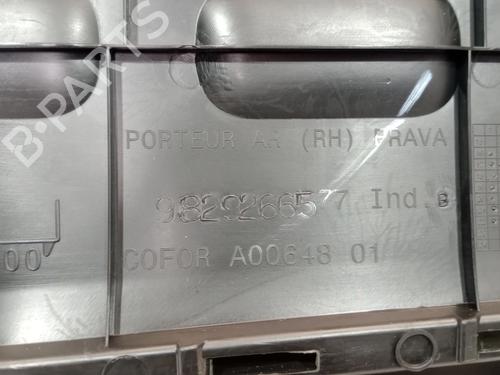 B-PARTS
PORTEUR AR (RH) PRAVA
9829266577 Ind. B
COFOR A00648 01
00